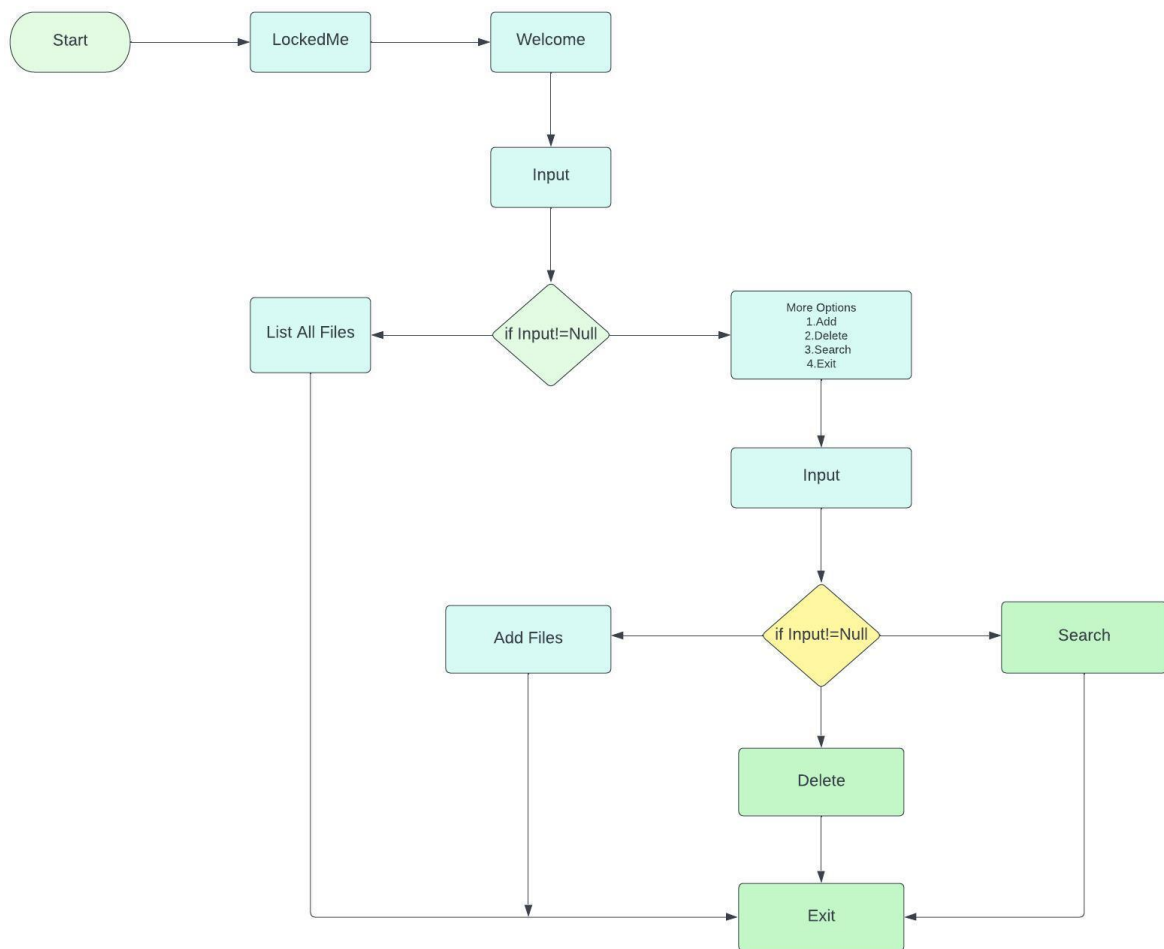 Start
LockedMe
Welcome
Input
List All Files
if Input!=Null
More Options
1.Add
2.Delete
3.Search
4.Exit
Input
Add Files
if Input!=Null
Search
Delete
Exit